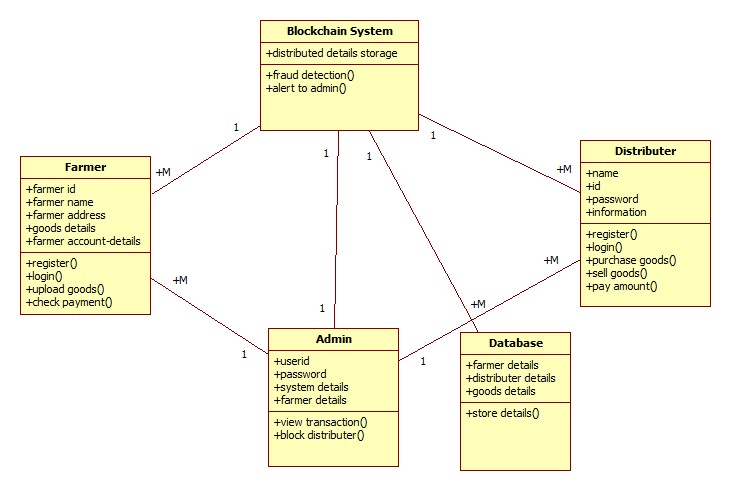 Blockchain System
+distributed details storage
+fraud detection()
+alert to admin()
1
+M
1
1
1
+M
Farmer
+farmer id
+farmer name
+farmer address
+goods details
+farmer account-details
+register()
+login()
+upload goods()
+check payment()
Distributer
+name
+id
+password
+information
+register()
+login()
+purchase goods()
+sell goods()
+pay amount()
+M
1
1
+M
+M
1
Admin
+userid
+password
+system details
+farmer details
+view transaction()
+block distributer()
Database
+farmer details
+distributer details
+goods details
+store details()